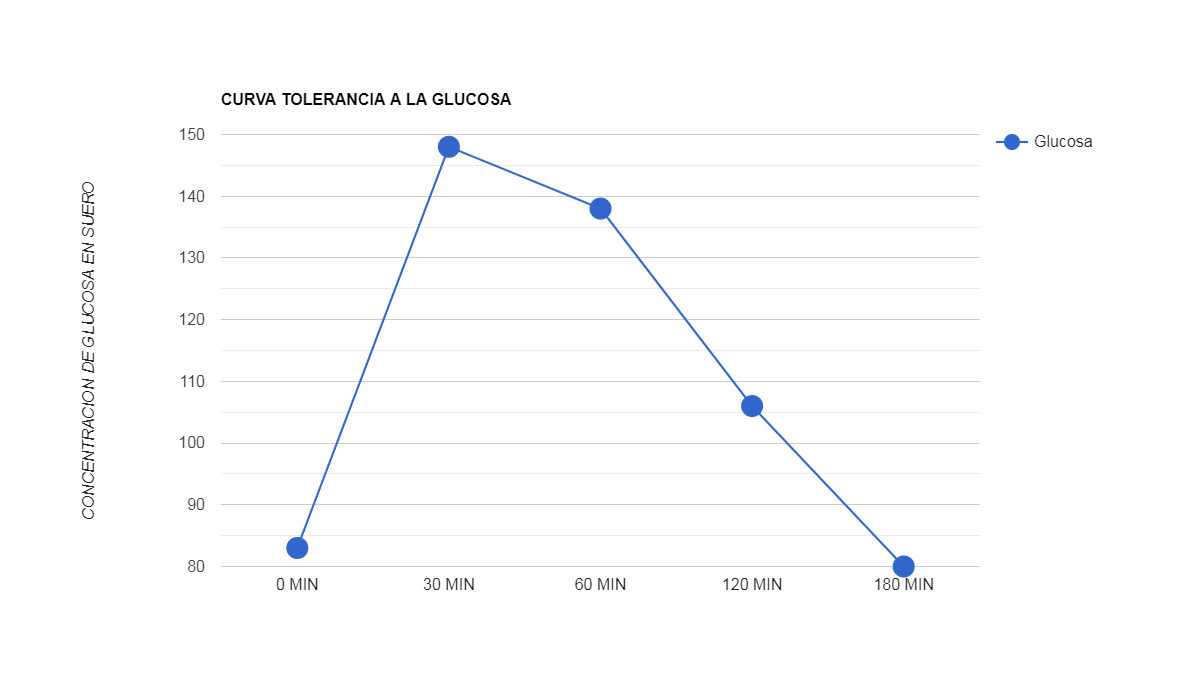 CURVA TOLERANCIA A LA GLUCOSA
Glucosa
CONCENTRACION DE GLUCOSA EN SUERO
150
140
130
120
110
100
90
80
0 MIN
30 MIN
60 MIN
120 MIN
180 MIN